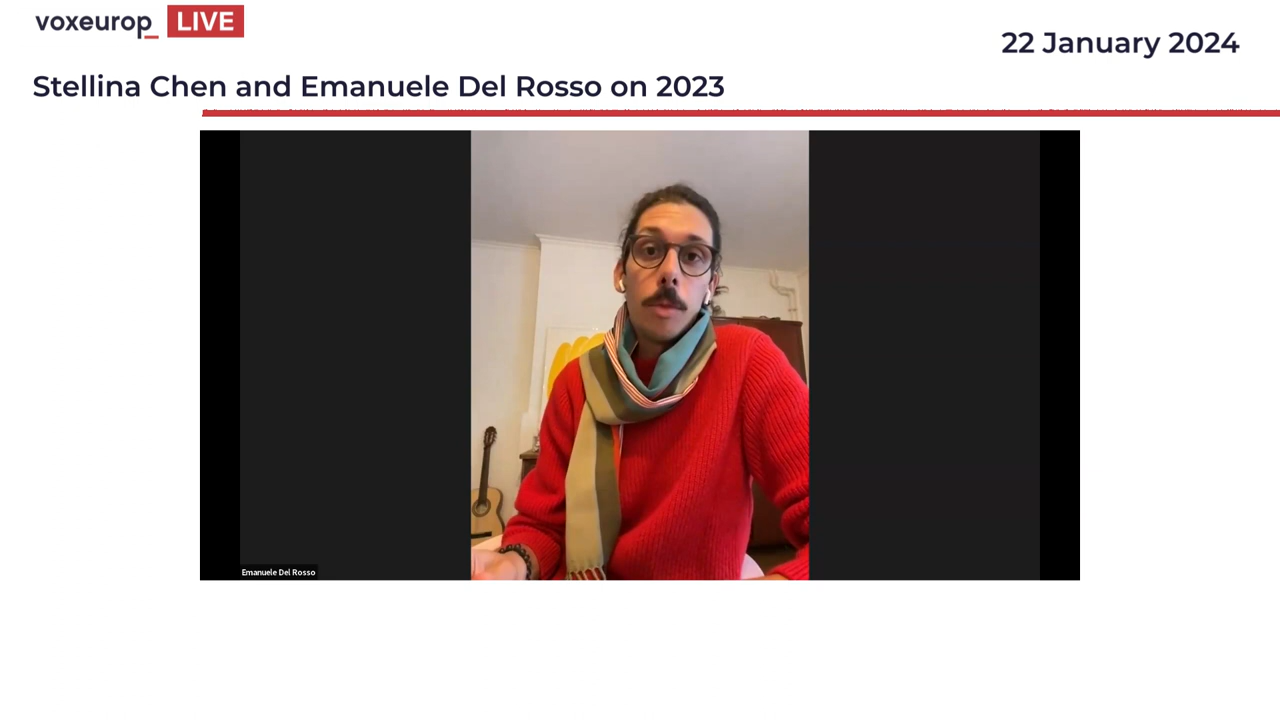 voxeurop_ LIVE
22 January 2024
Stellina Chen and Emanuele Del Rosso on 2023
Emanuele Del Rosso